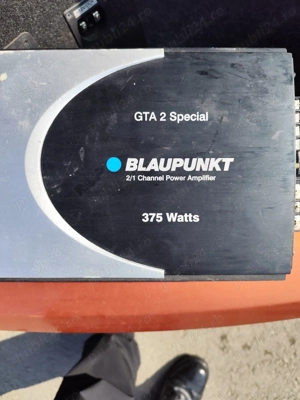 GTA 2 Special
BLAUPUNKT
2/1 Channel Power Amplifier
375 Watts